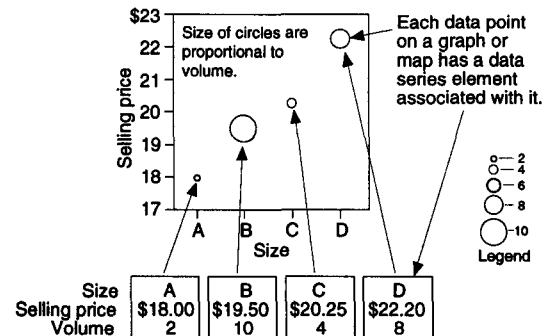 $23
22
21
20
19
18
17
Selling price
Size of circles are
proportional to
volume.
A B C D
Size
Each data point
on a graph or
map has a data
series element
associated with it.
2
4
6
8
10
Legend
Size A B C D
Selling price $18.00 $19.50 $20.25 $22.20
Volume 2 10 4 8